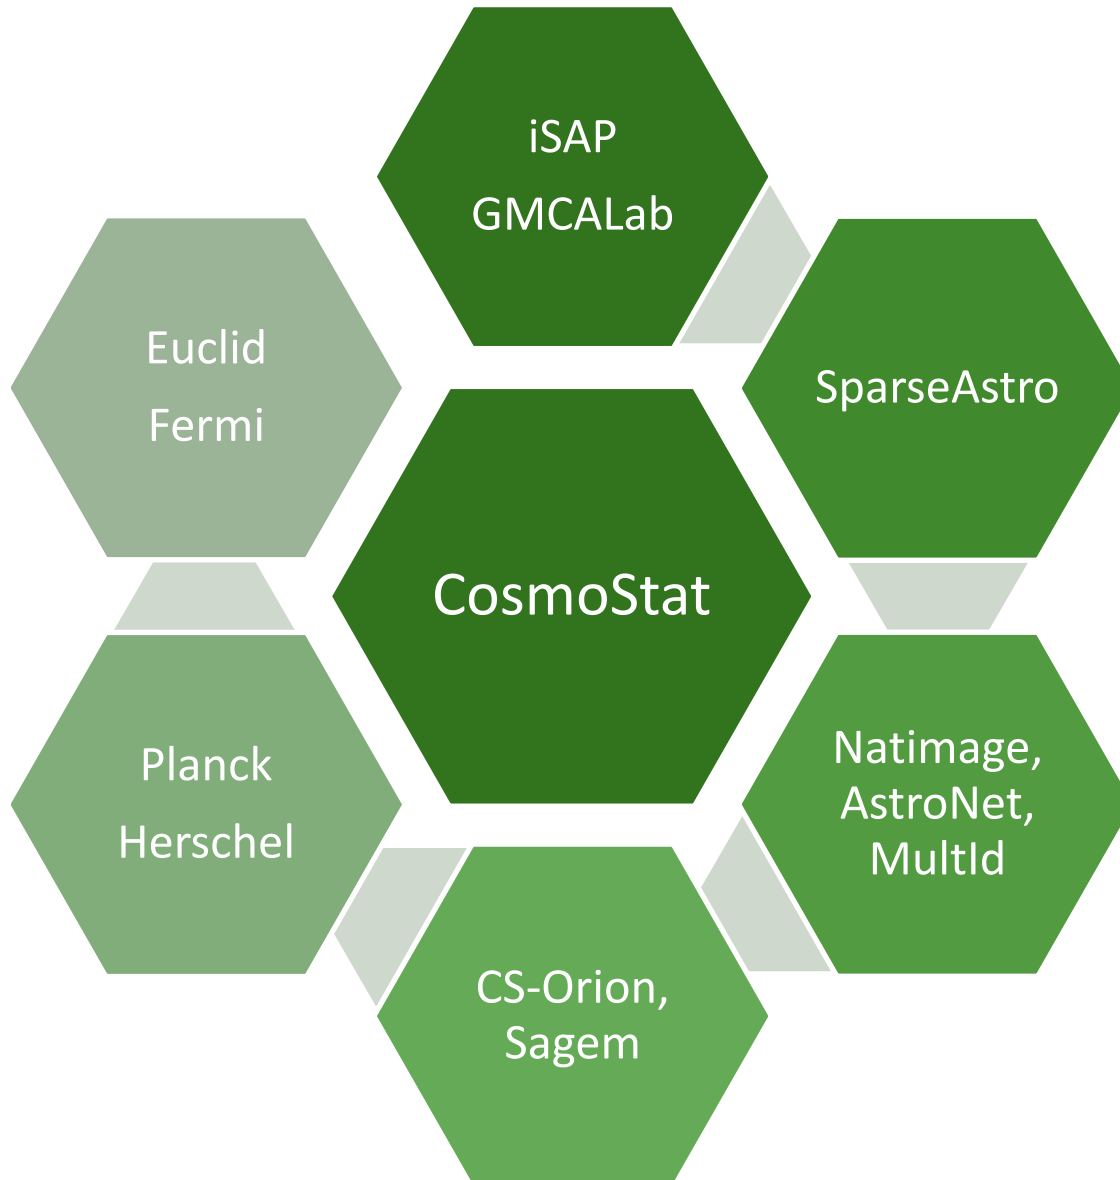 iSAP
GMCALab
SparseAstro
Euclid
Fermi
CosmoStat
Natimage,
AstroNet,
MultId
Planck
Herschel
CS-Orion,
Sagem